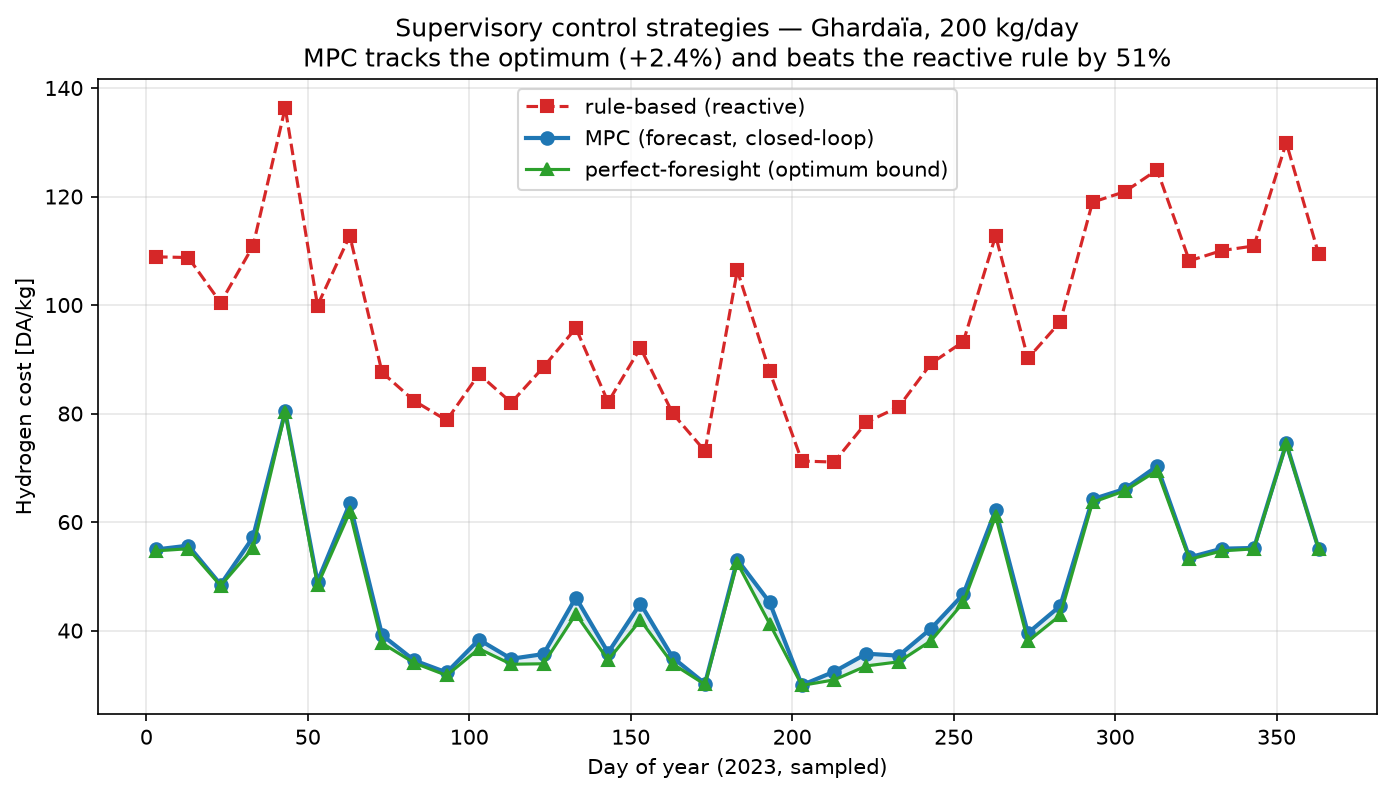 Supervisory control strategies — Ghardaïa, 200 kg/day
MPC tracks the optimum (+2.4%) and beats the reactive rule by 51%
rule-based (reactive)
MPC (forecast, closed-loop)
perfect-foresight (optimum bound)
Hydrogen cost [DA/kg]
140
120
100
80
60
40
0
50
100
150
200
250
300
350
Day of year (2023, sampled)